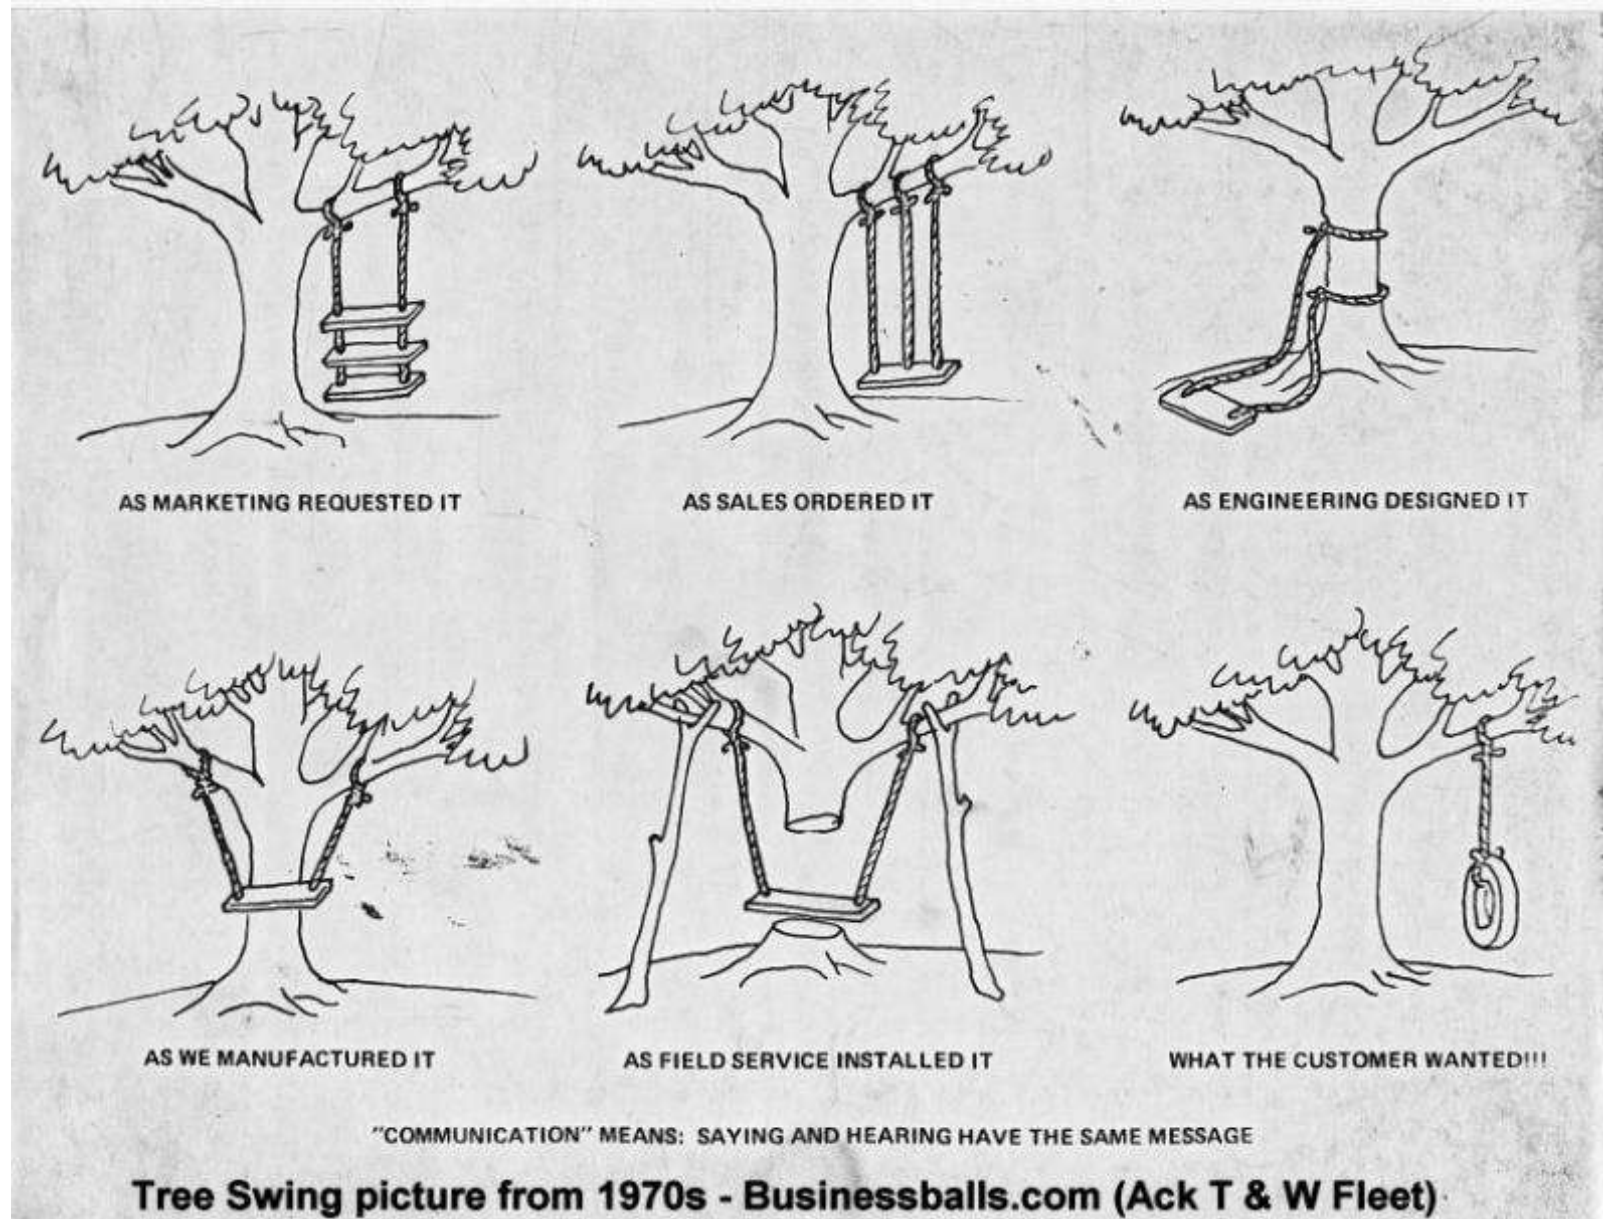 AS MARKETING REQUESTED IT
AS SALES ORDERED IT
AS ENGINEERING DESIGNED IT
AS WE MANUFACTURED IT
AS FIELD SERVICE INSTALLED IT
WHAT THE CUSTOMER WANTED!!!
"COMMUNICATION" MEANS: SAYING AND HEARING HAVE THE SAME MESSAGE
Tree Swing picture from 1970s - Businessballs.com (Ack T & W Fleet)